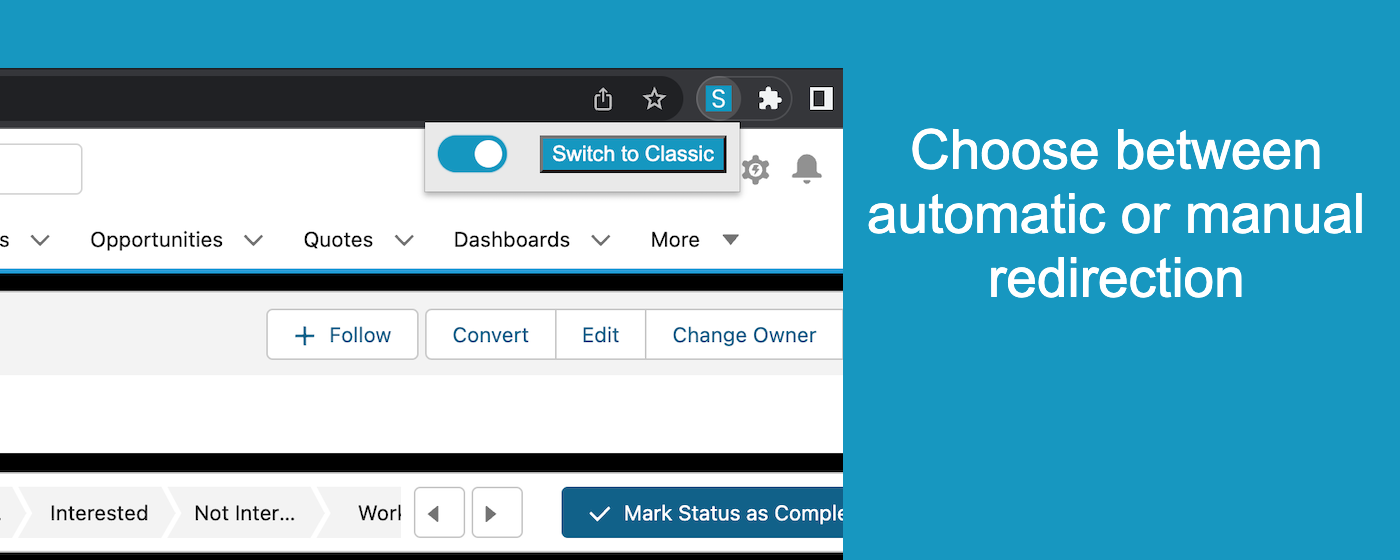 S
Switch to Classic
s Opportunities Quotes Dashboards More
Follow Convert Edit Change Owner
Interested Not Inter... Work Mark Status as Comple
Choose between
automatic or manual
redirection